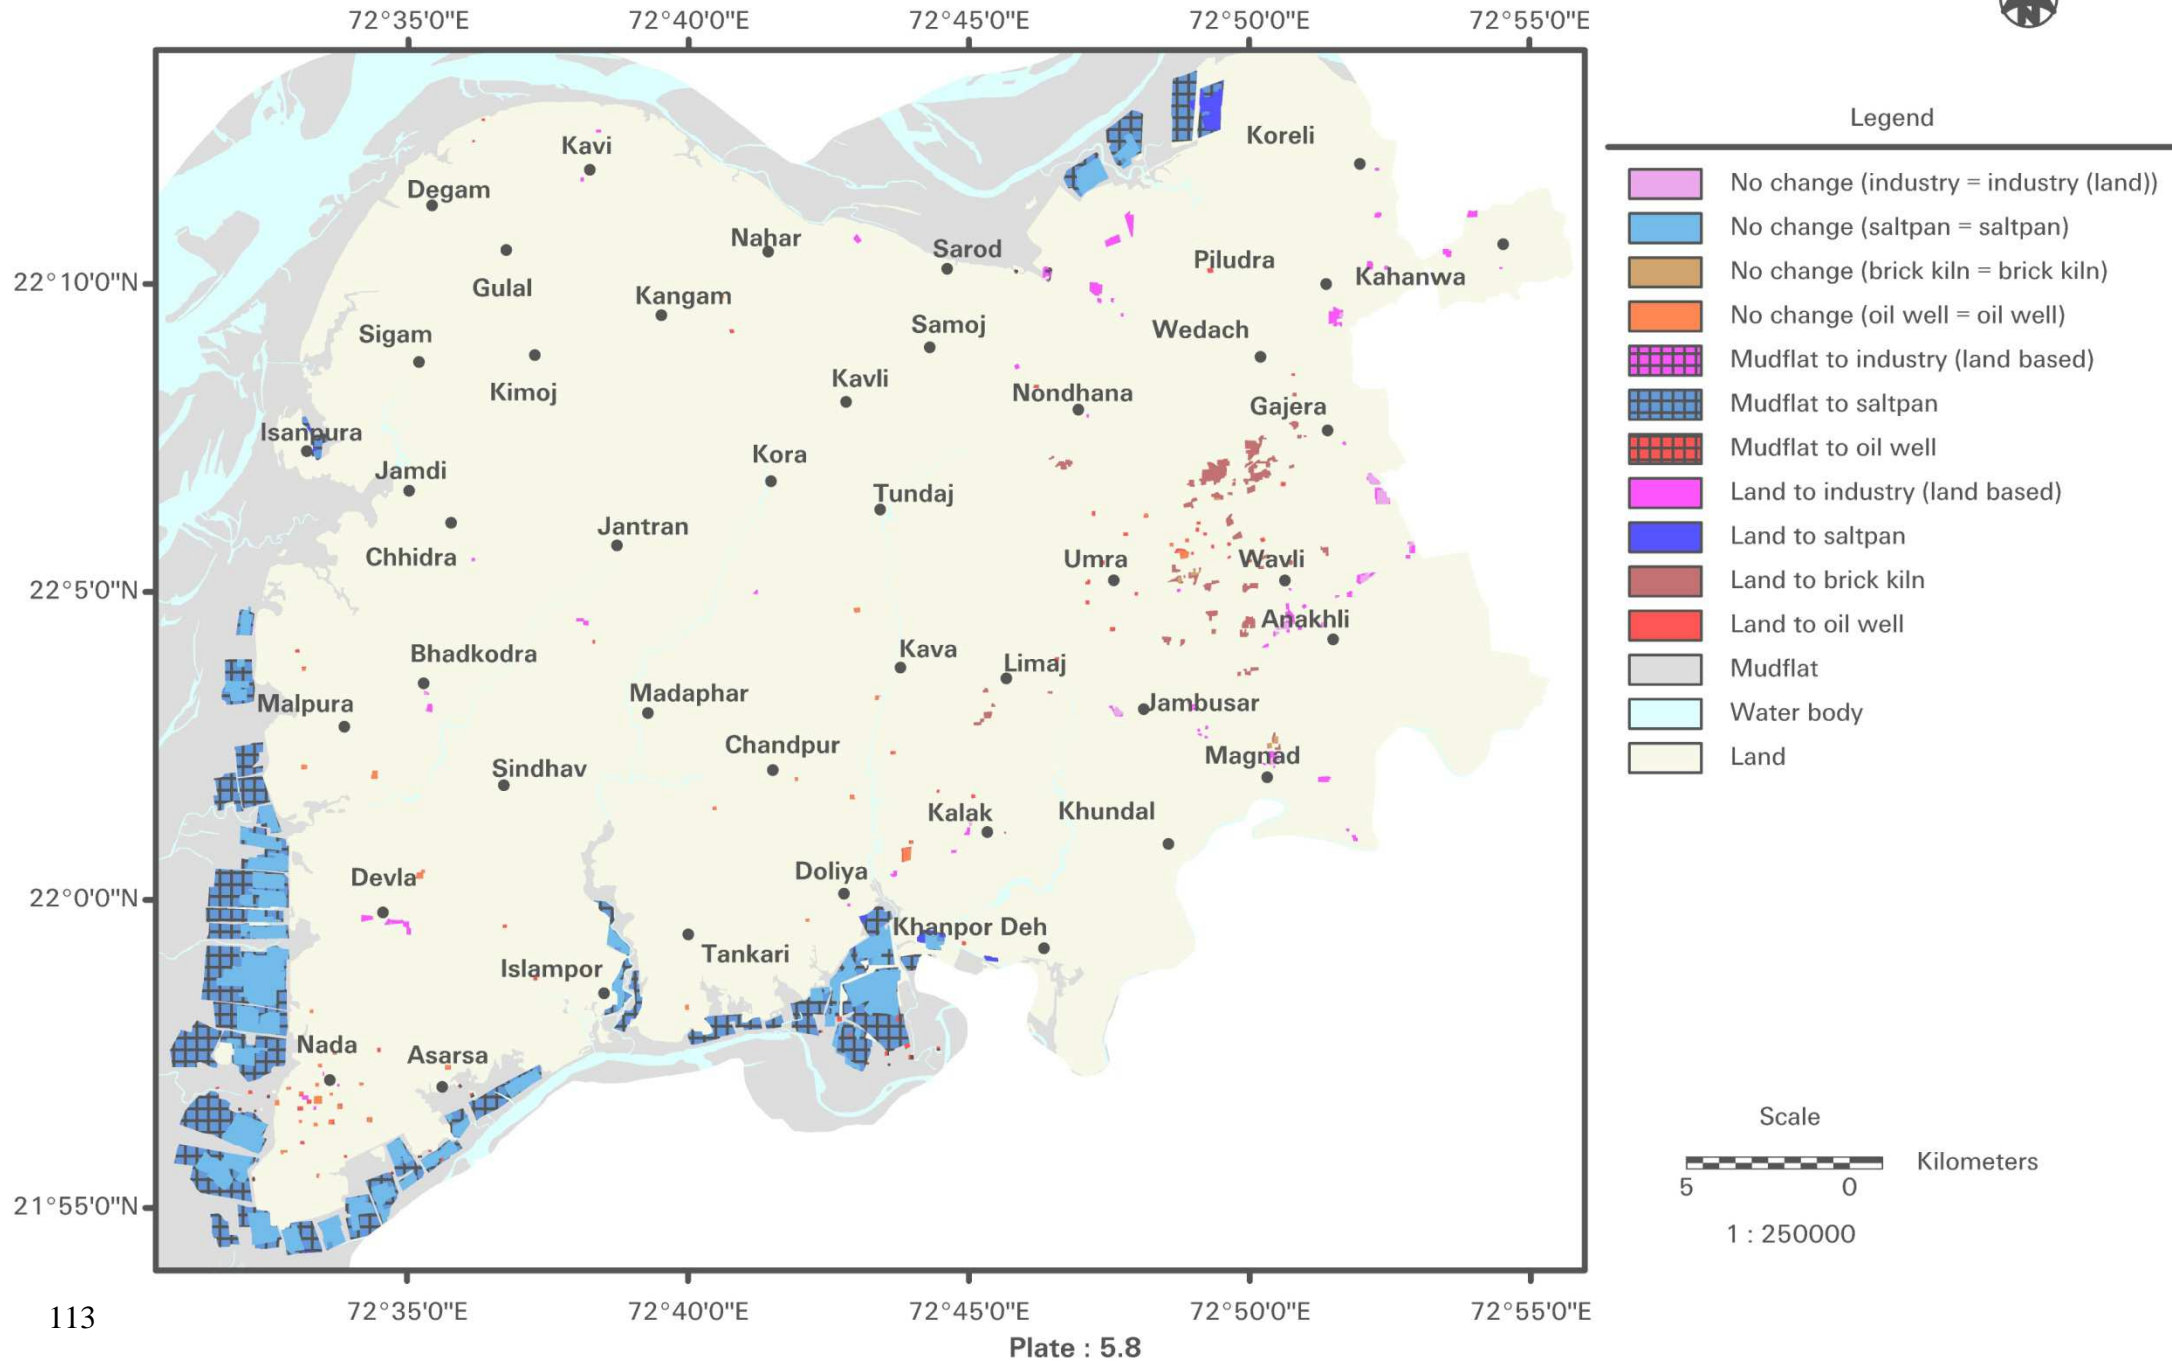 72°35'0"E 72°40'0"E 72°45'0"E 72°50'0"E 72°55'0"E
N
Legend
No change (industry = industry (land))
No change (saltpan = saltpan)
No change (brick kiln = brick kiln)
No change (oil well = oil well)
Mudflat to industry (land based)
Mudflat to saltpan
Mudflat to oil well
Land to industry (land based)
Land to saltpan
Land to brick kiln
Land to oil well
Mudflat
Water body
Land
22°10'0"N
22°5'0"N
22°0'0"N
21°55'0"N
Koreli
Kavi
Degam
Nahar
Sarod
Piludra
Kahanwa
Gulal
Kangam
Samoj
Wedach
Sigam
Kimoj
Kavli
Nondhana
Gajera
Isanpura
Jamdi
Kora
Tundaj
Chhidra
Jantran
Umra
Wavli
Anakhli
Bhadkodra
Kava
Limaj
Malpura
Madaphar
Jambusar
Chandpur
Magnad
Sindhav
Kalak
Khundal
Devla
Doliya
Khanpor Deh
Islampor
Tankari
Nada
Asarsa
Scale
Kilometers
5 0
1 : 250000
72°35'0"E 72°40'0"E 72°45'0"E 72°50'0"E 72°55'0"E
113
Plate : 5.8